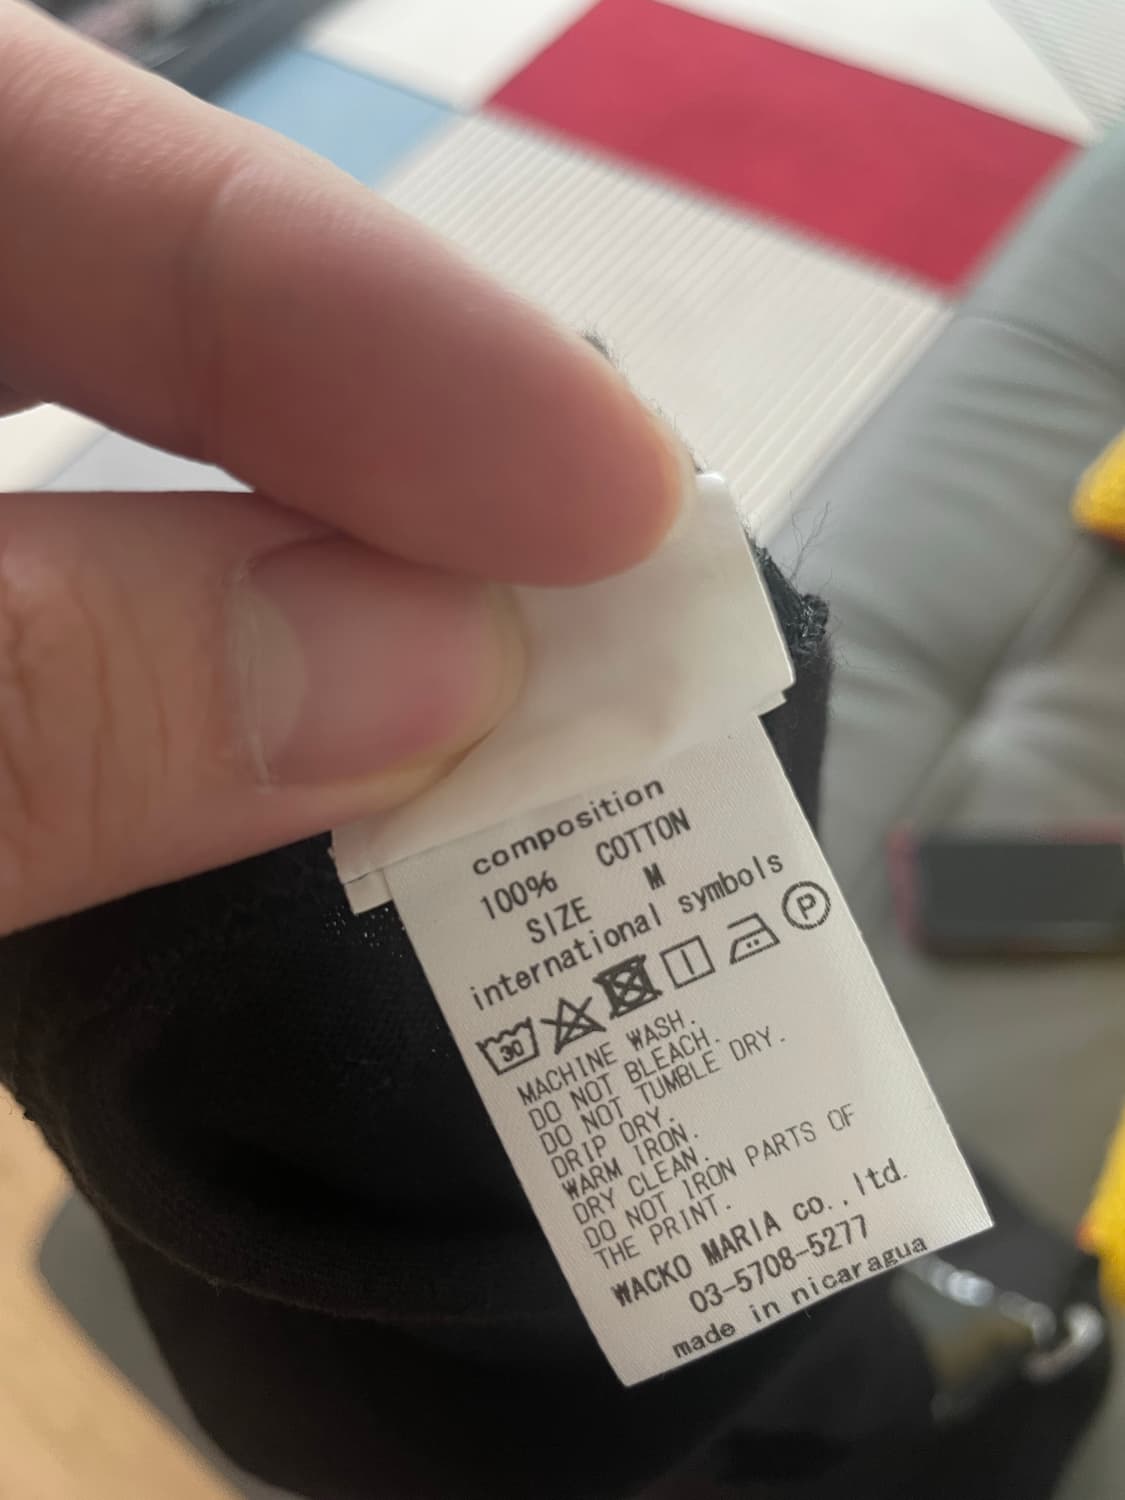 composition
100% COTTON
SIZE M
international symbols
30 P
MACHINE WASH.
DO NOT BLEACH.
DO NOT TUMBLE DRY.
DRIP DRY.
WARM IRON.
DRY CLEAN.
DO NOT IRON PARTS OF
THE PRINT.
WACKO MARIA co.,ltd.
03-5708-5277
made in nicaragua